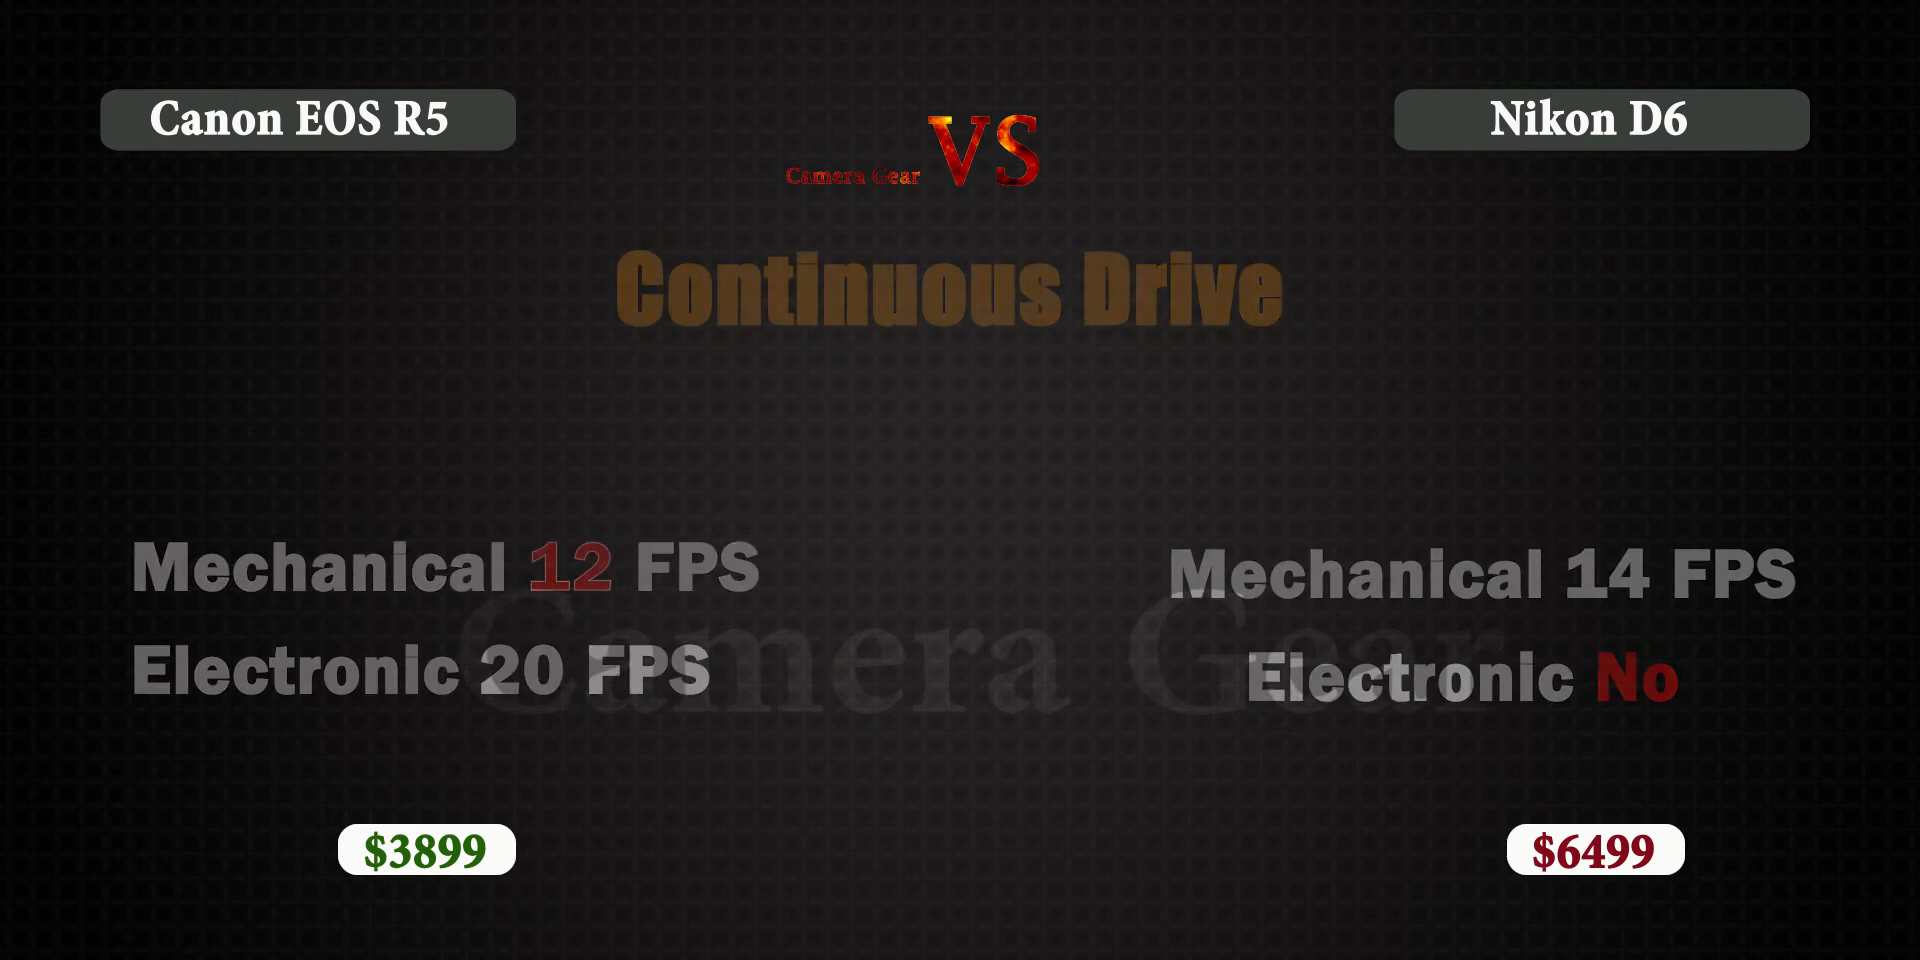 Canon EOS R5
Camera Gear VS
Nikon D6
Continuous Drive
Mechanical 12 FPS
Electronic 20 FPS
Mechanical 14 FPS
Electronic No
Camera Gear
$3899
$6499